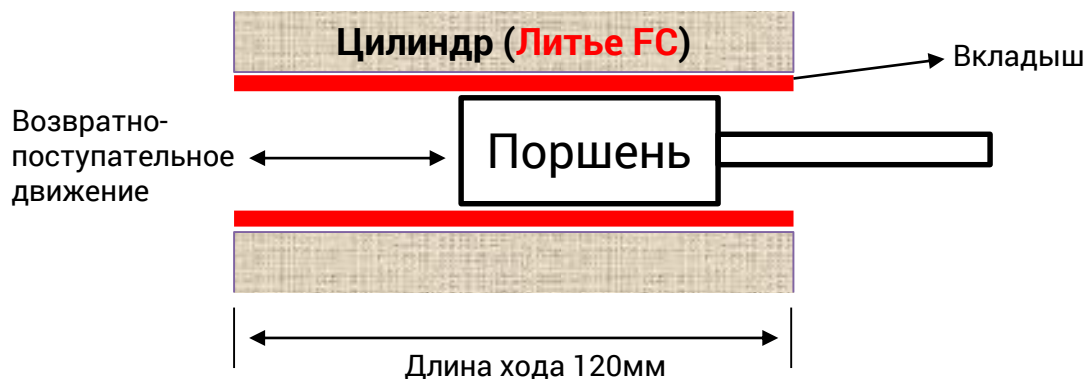 Цилиндр (Литье FC)
Вкладыш
Возвратно-
поступательное
движение
Поршень
Длина хода 120мм